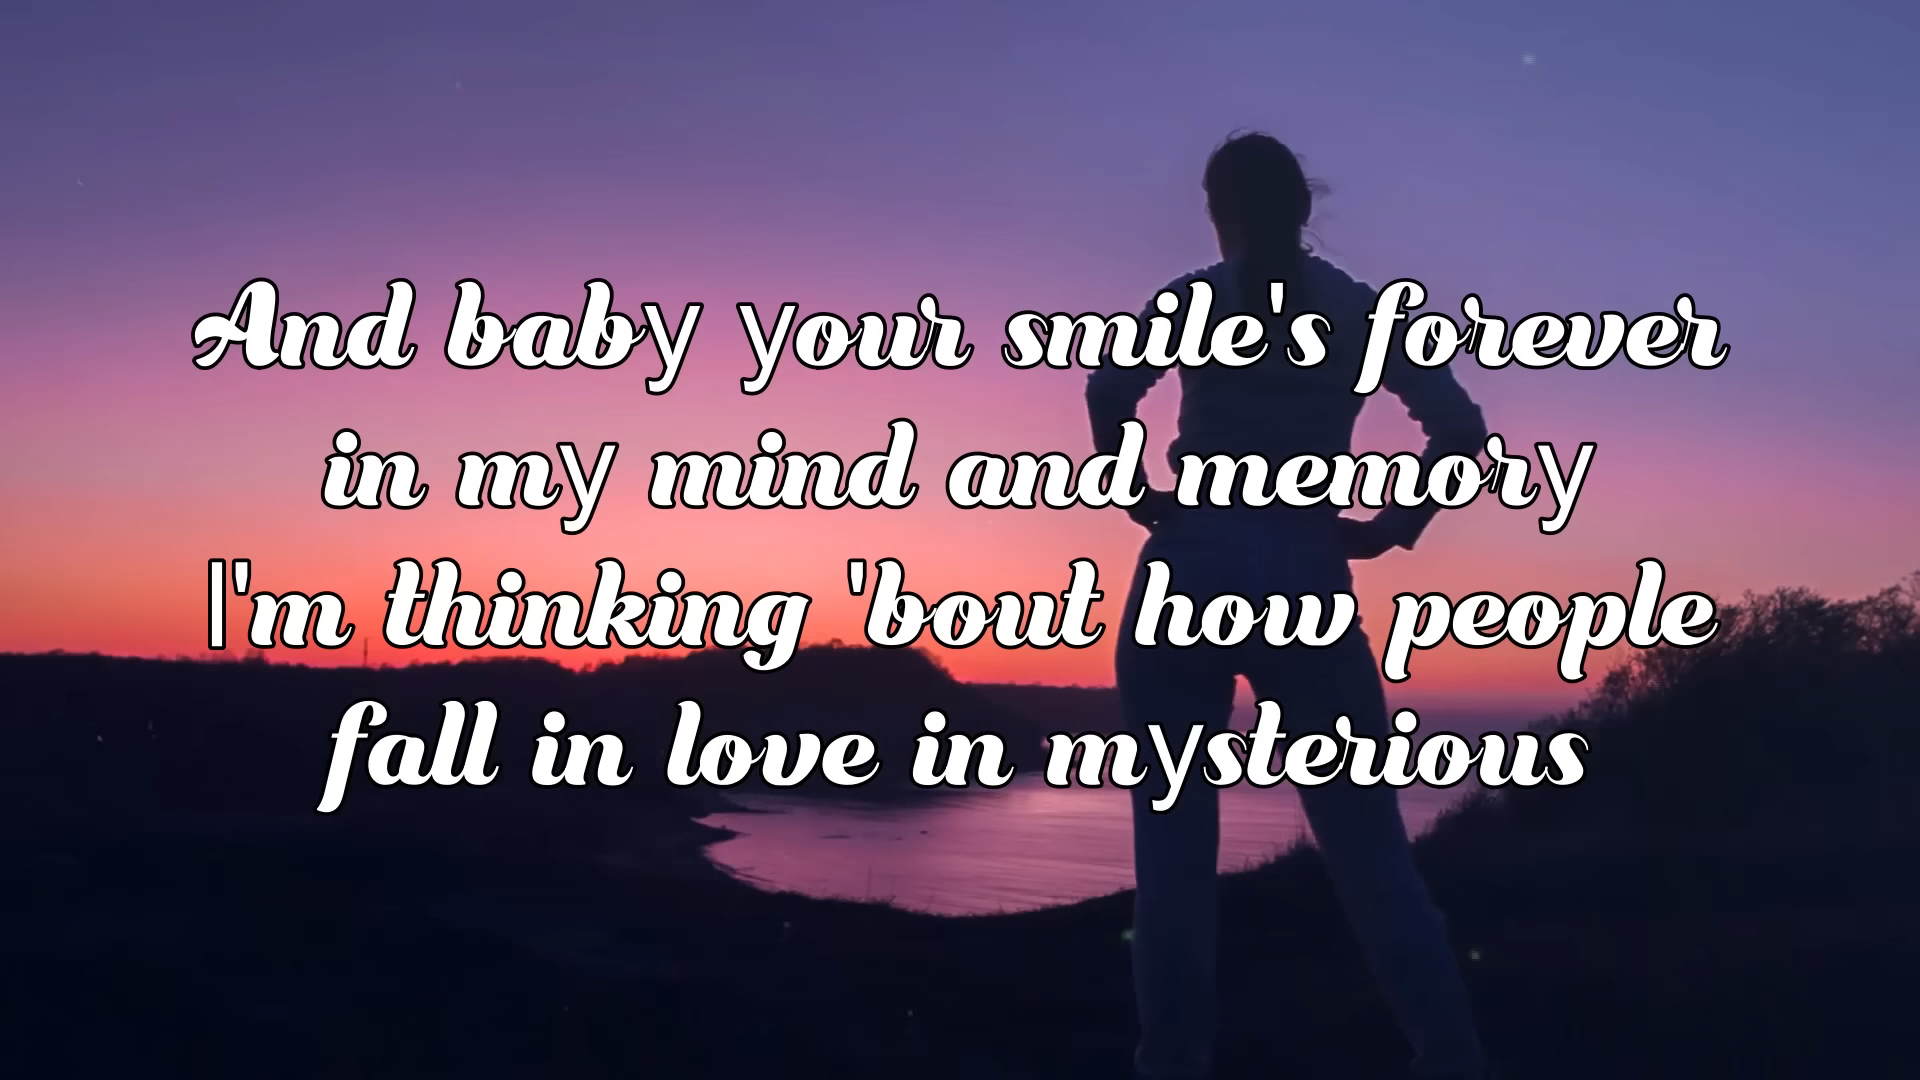 And baby your smile's forever
in my mind and memory
I'm thinking 'bout how people
fall in love in mysterious